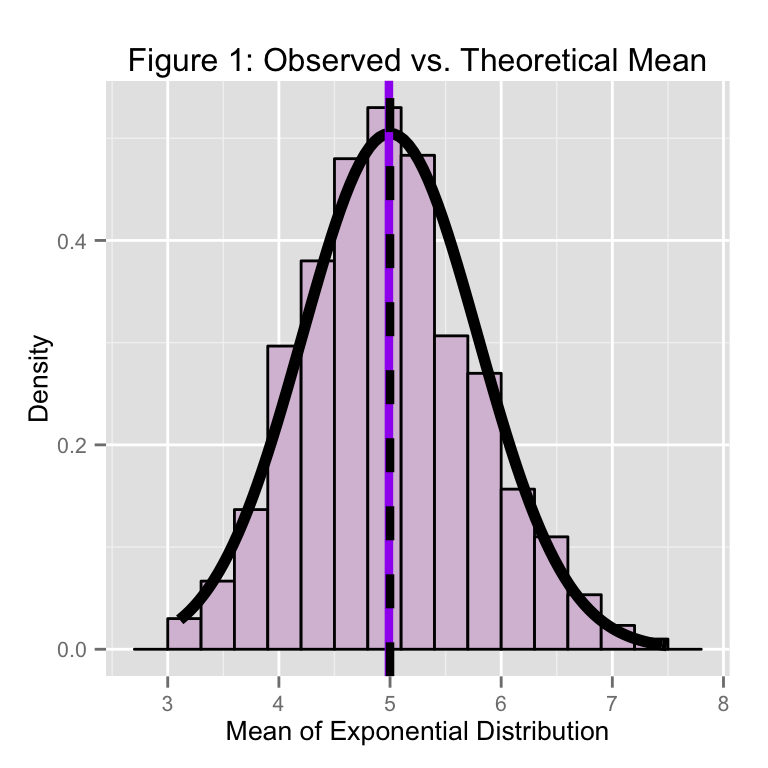 Figure 1: Observed vs. Theoretical Mean
0.4
0.2
0.0
Density
3 4 5 6 7 8
Mean of Exponential Distribution